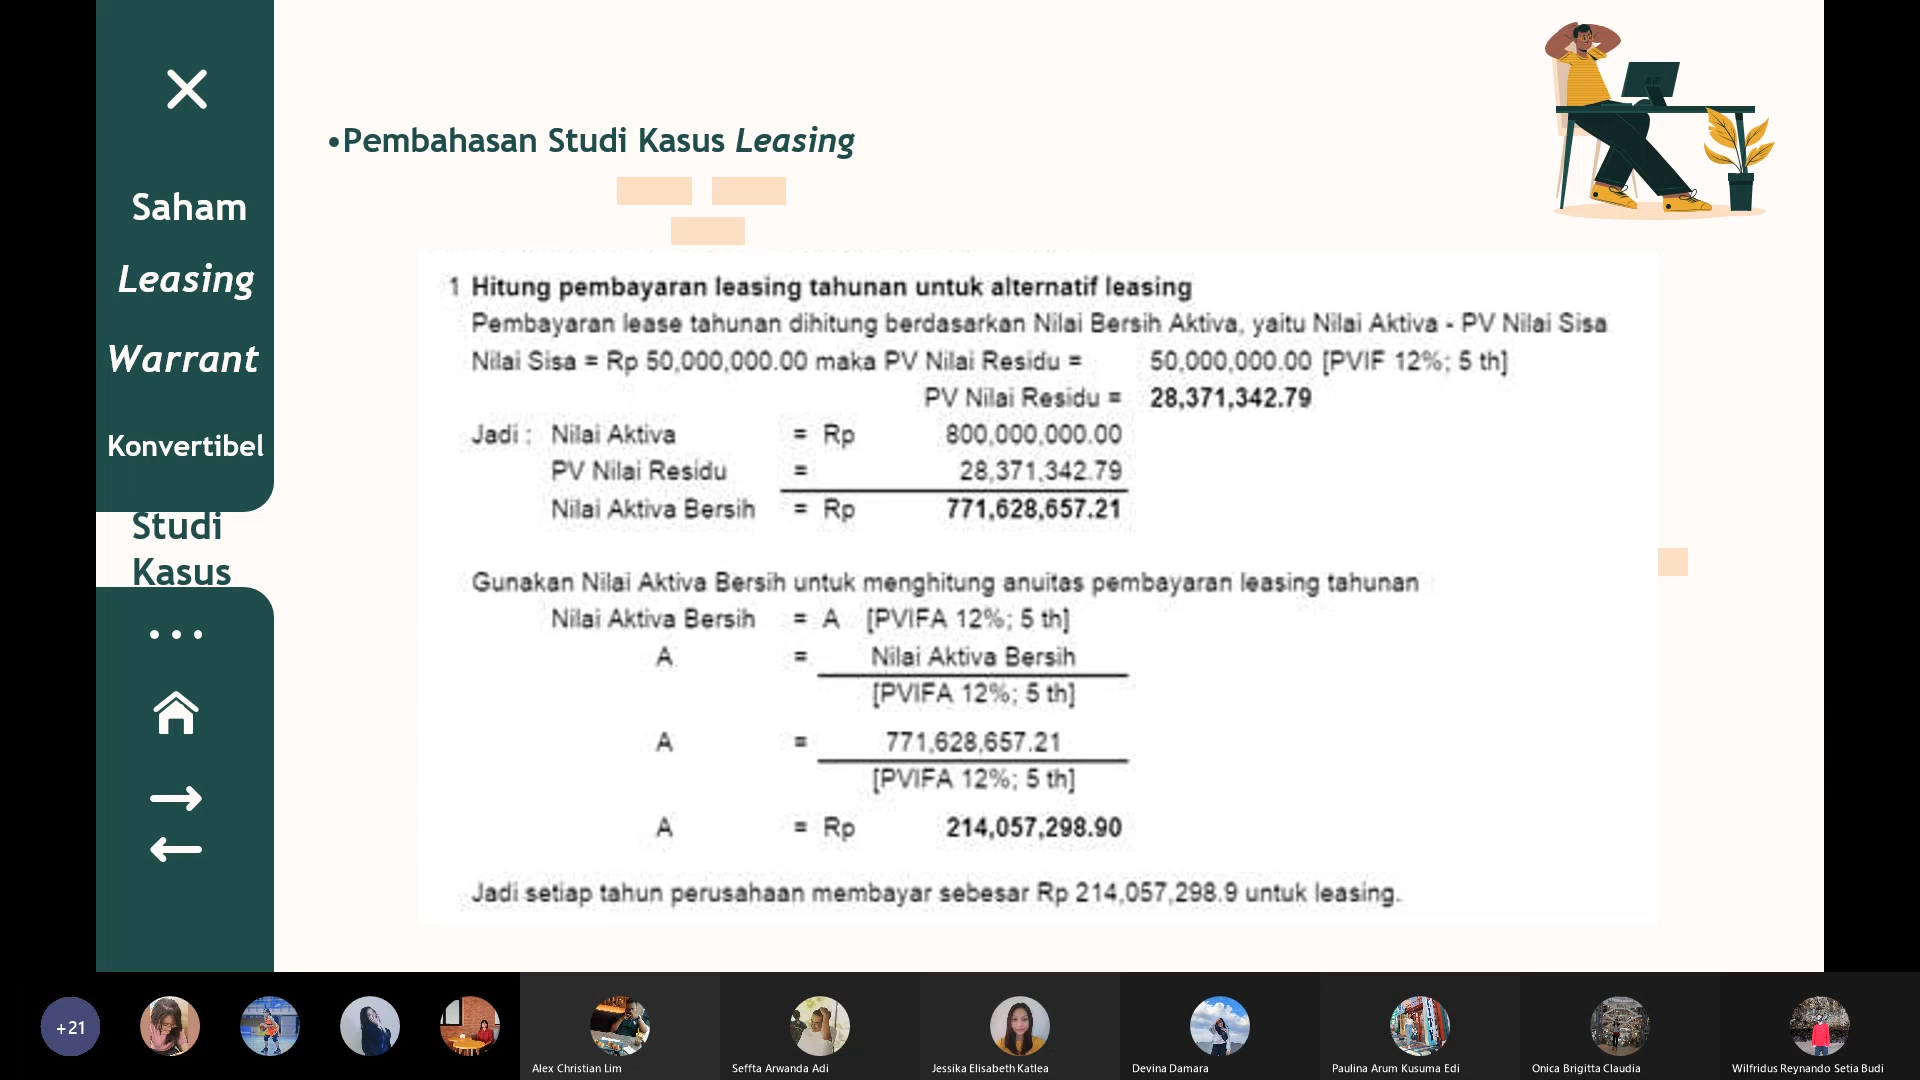 Saham
Leasing
Warrant
Konvertibel
Studi
Kasus
•Pembahasan Studi Kasus Leasing
1 Hitung pembayaran leasing tahunan untuk alternatif leasing
Pembayaran lease tahunan dihitung berdasarkan Nilai Bersih Aktiva, yaitu Nilai Aktiva - PV Nilai Sisa
Nilai Sisa = Rp 50,000,000.00 maka PV Nilai Residu = 50,000,000.00 [PVIF 12%; 5 th]
PV Nilai Residu = 28,371,342.79
Jadi : Nilai Aktiva = Rp 800,000,000.00
PV Nilai Residu = 28,371,342.79
Nilai Aktiva Bersih = Rp 771,628,657.21
Gunakan Nilai Aktiva Bersih untuk menghitung anuitas pembayaran leasing tahunan
Nilai Aktiva Bersih = A [PVIFA 12%; 5 th]
A = Nilai Aktiva Bersih
[PVIFA 12%; 5 th]
A = 771,628,657.21
[PVIFA 12%; 5 th]
A = Rp 214,057,298.90
Jadi setiap tahun perusahaan membayar sebesar Rp 214,057,298.9 untuk leasing.
+21
Alex Christian Lim
Seffta Arwanda Adi
Jessika Elisabeth Katlea
Devina Damara
Paulina Arum Kusuma Edi
Onica Brigitta Claudia
Wilfridus Reynando Setia Budi